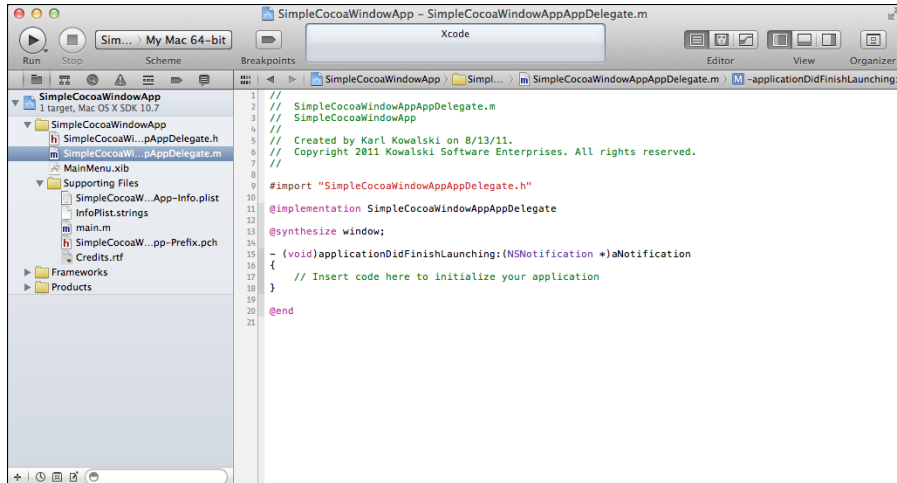 SimpleCocoaWindowApp – SimpleCocoaWindowAppAppDelegate.m
Sim... 〉 My Mac 64-bit
Xcode
Run Stop Scheme Breakpoints Editor View Organizer
SimpleCocoaWindowApp 〉 Simpl... 〉 m SimpleCocoaWindowAppAppDelegate.m 〉 M -applicationDidFinishLaunching:
SimpleCocoaWindowApp
1 target, Mac OS X SDK 10.7
SimpleCocoaWindowApp
h SimpleCocoaWi...pAppDelegate.h
m SimpleCocoaWi...pAppDelegate.m
MainMenu.xib
Supporting Files
SimpleCocoaW...App-Info.plist
InfoPlist.strings
m main.m
h SimpleCocoaW...pp-Prefix.pch
Credits.rtf
Frameworks
Products
1 //
2 // SimpleCocoaWindowAppAppDelegate.m
3 // SimpleCocoaWindowApp
4 //
5 // Created by Karl Kowalski on 8/13/11.
6 // Copyright 2011 Kowalski Software Enterprises. All rights reserved.
7 //
8
9 #import "SimpleCocoaWindowAppAppDelegate.h"
10
11 @implementation SimpleCocoaWindowAppAppDelegate
12
13 @synthesize window;
14
15 - (void)applicationDidFinishLaunching:(NSNotification *)aNotification
16 {
17 // Insert code here to initialize your application
18 }
19
20 @end
21